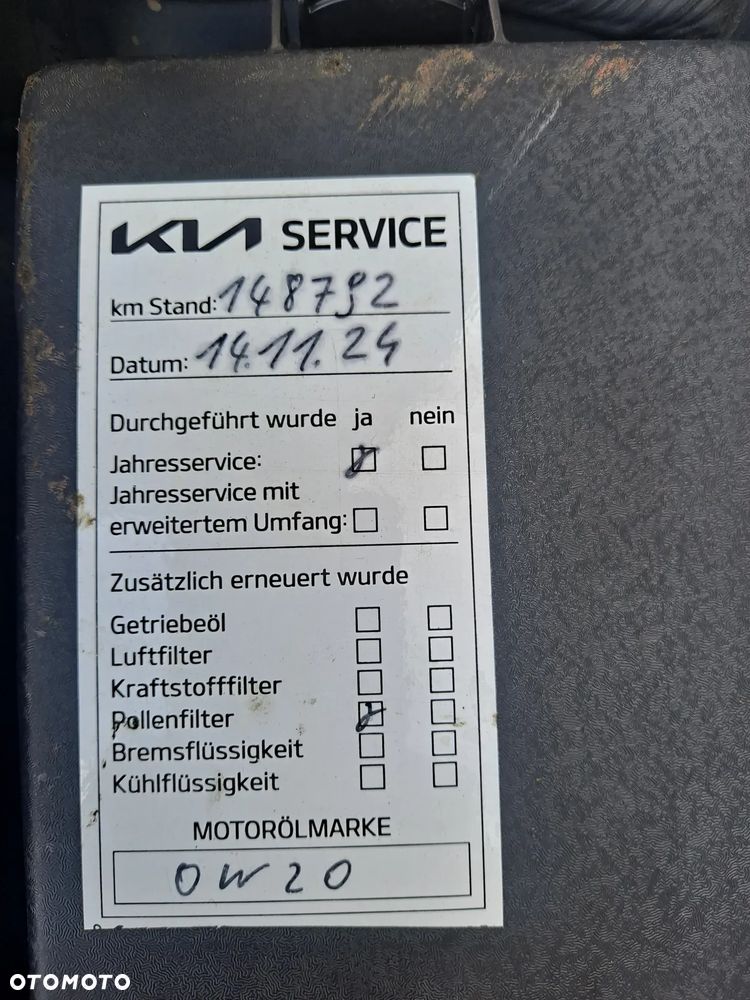 KIA SERVICE
km Stand: 148792
Datum: 14.11.24
Durchgeführt wurde ja nein
Jahresservice:
Jahresservice mit
erweitertem Umfang:
Zusätzlich erneuert wurde
Getriebeöl
Luftfilter
Kraftstofffilter
Pollenfilter
Bremsflüssigkeit
Kühlflüssigkeit
MOTORÖLMARKE
0W20
OTOMOTO